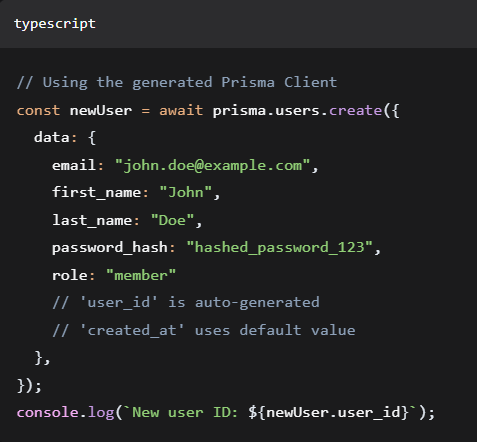 typescript
// Using the generated Prisma Client
const newUser = await prisma.users.create({
  data: {
    email: "john.doe@example.com",
    first_name: "John",
    last_name: "Doe",
    password_hash: "hashed_password_123",
    role: "member"
    // 'user_id' is auto-generated
    // 'created_at' uses default value
  },
});
console.log(`New user ID: ${newUser.user_id}`);